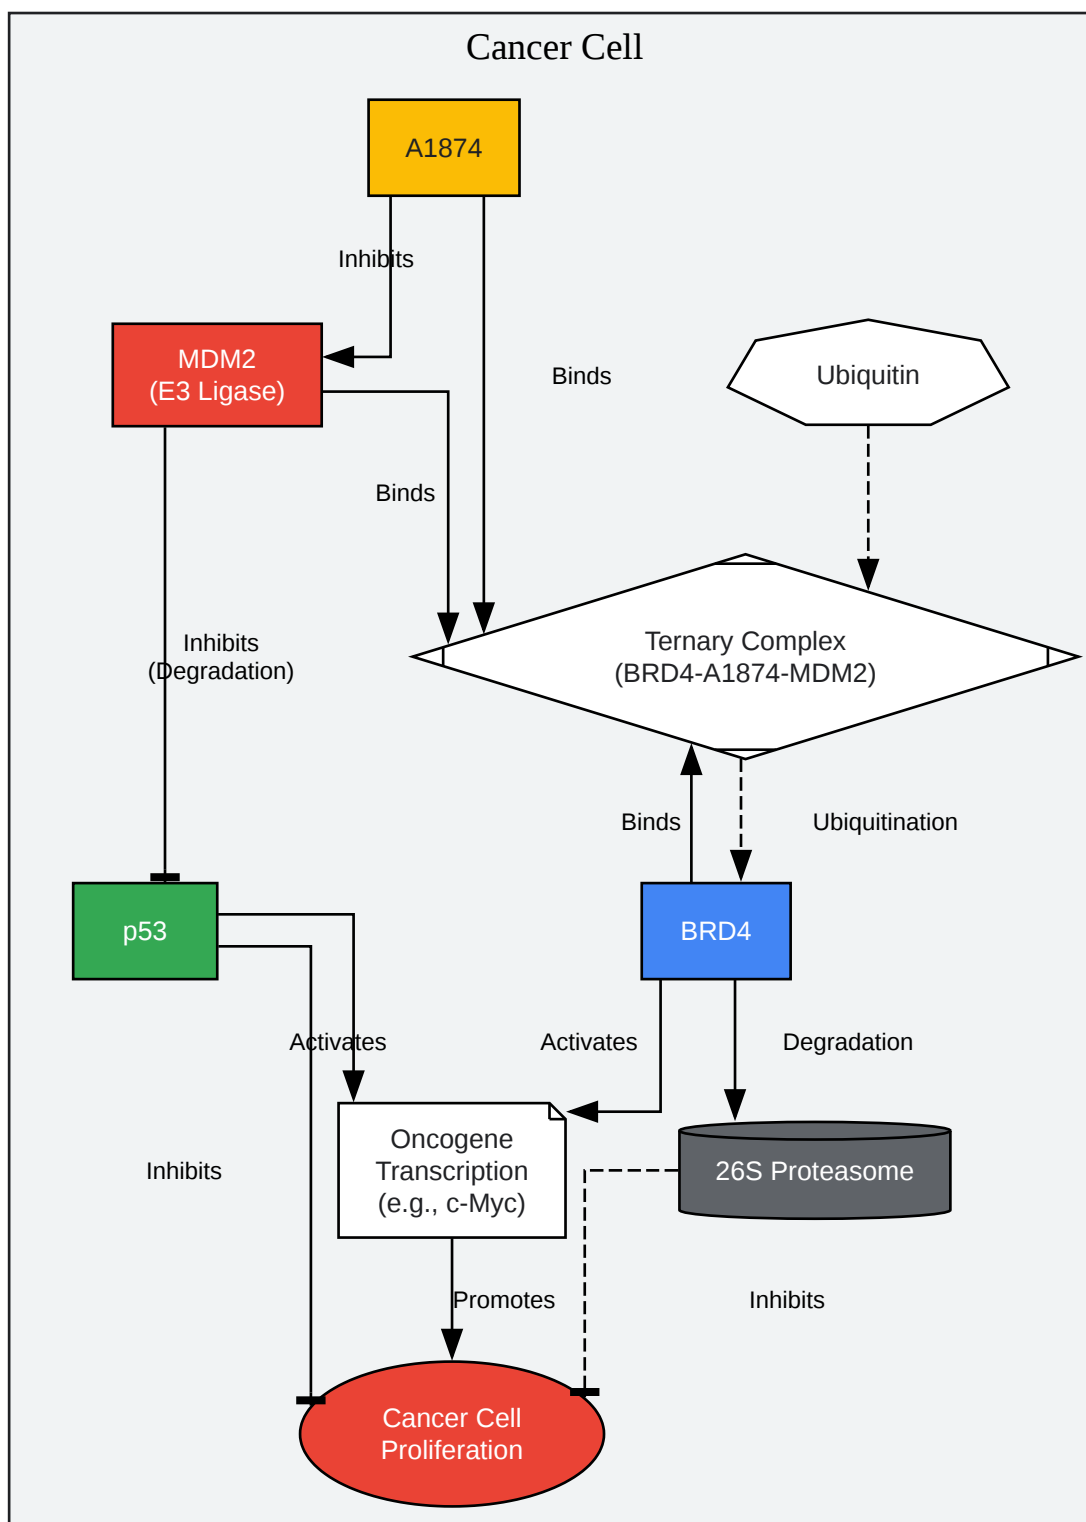 Cancer Cell
A1874
Inhibits
MDM2
(E3 Ligase)
Binds
Ubiquitin
Binds
Inhibits
(Degradation)
Ternary Complex
(BRD4-A1874-MDM2)
Binds
Ubiquitination
p53
BRD4
Activates
Activates
Degradation
Inhibits
Oncogene
Transcription
(e.g., c-Myc)
26S Proteasome
Promotes
Inhibits
Cancer Cell
Proliferation